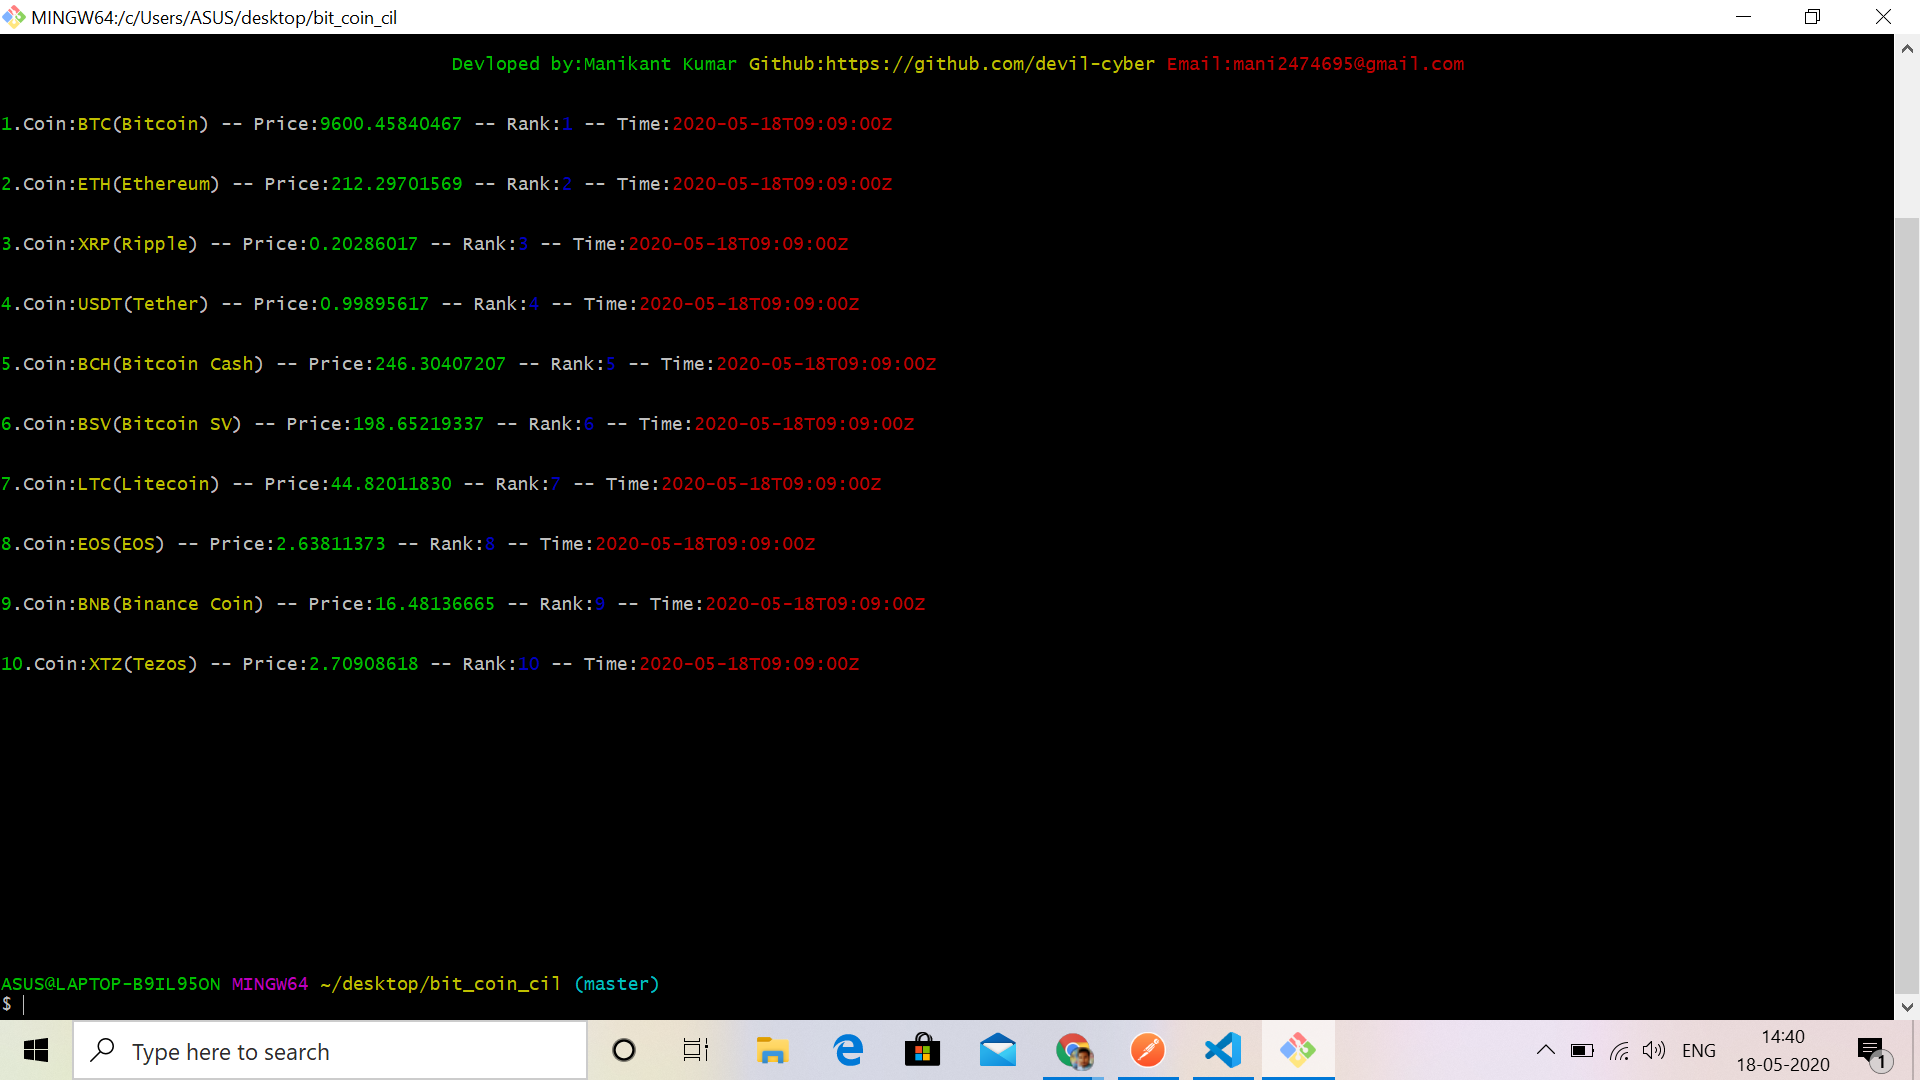 MINGW64:/c/Users/ASUS/desktop/bit_coin_cil
Devloped by:Manikant Kumar Github:https://github.com/devil-cyber Email:mani2474695@gmail.com
1.Coin:BTC(Bitcoin) -- Price:9600.45840467 -- Rank:1 -- Time:2020-05-18T09:09:00Z
2.Coin:ETH(Ethereum) -- Price:212.29701569 -- Rank:2 -- Time:2020-05-18T09:09:00Z
3.Coin:XRP(Ripple) -- Price:0.20286017 -- Rank:3 -- Time:2020-05-18T09:09:00Z
4.Coin:USDT(Tether) -- Price:0.99895617 -- Rank:4 -- Time:2020-05-18T09:09:00Z
5.Coin:BCH(Bitcoin Cash) -- Price:246.30407207 -- Rank:5 -- Time:2020-05-18T09:09:00Z
6.Coin:BSV(Bitcoin SV) -- Price:198.65219337 -- Rank:6 -- Time:2020-05-18T09:09:00Z
7.Coin:LTC(Litecoin) -- Price:44.82011830 -- Rank:7 -- Time:2020-05-18T09:09:00Z
8.Coin:EOS(EOS) -- Price:2.63811373 -- Rank:8 -- Time:2020-05-18T09:09:00Z
9.Coin:BNB(Binance Coin) -- Price:16.48136665 -- Rank:9 -- Time:2020-05-18T09:09:00Z
10.Coin:XTZ(Tezos) -- Price:2.70908618 -- Rank:10 -- Time:2020-05-18T09:09:00Z
ASUS@LAPTOP-B9IL95ON MINGW64 ~/desktop/bit_coin_cil (master)
$
Type here to search
ENG
14:40
18-05-2020
1